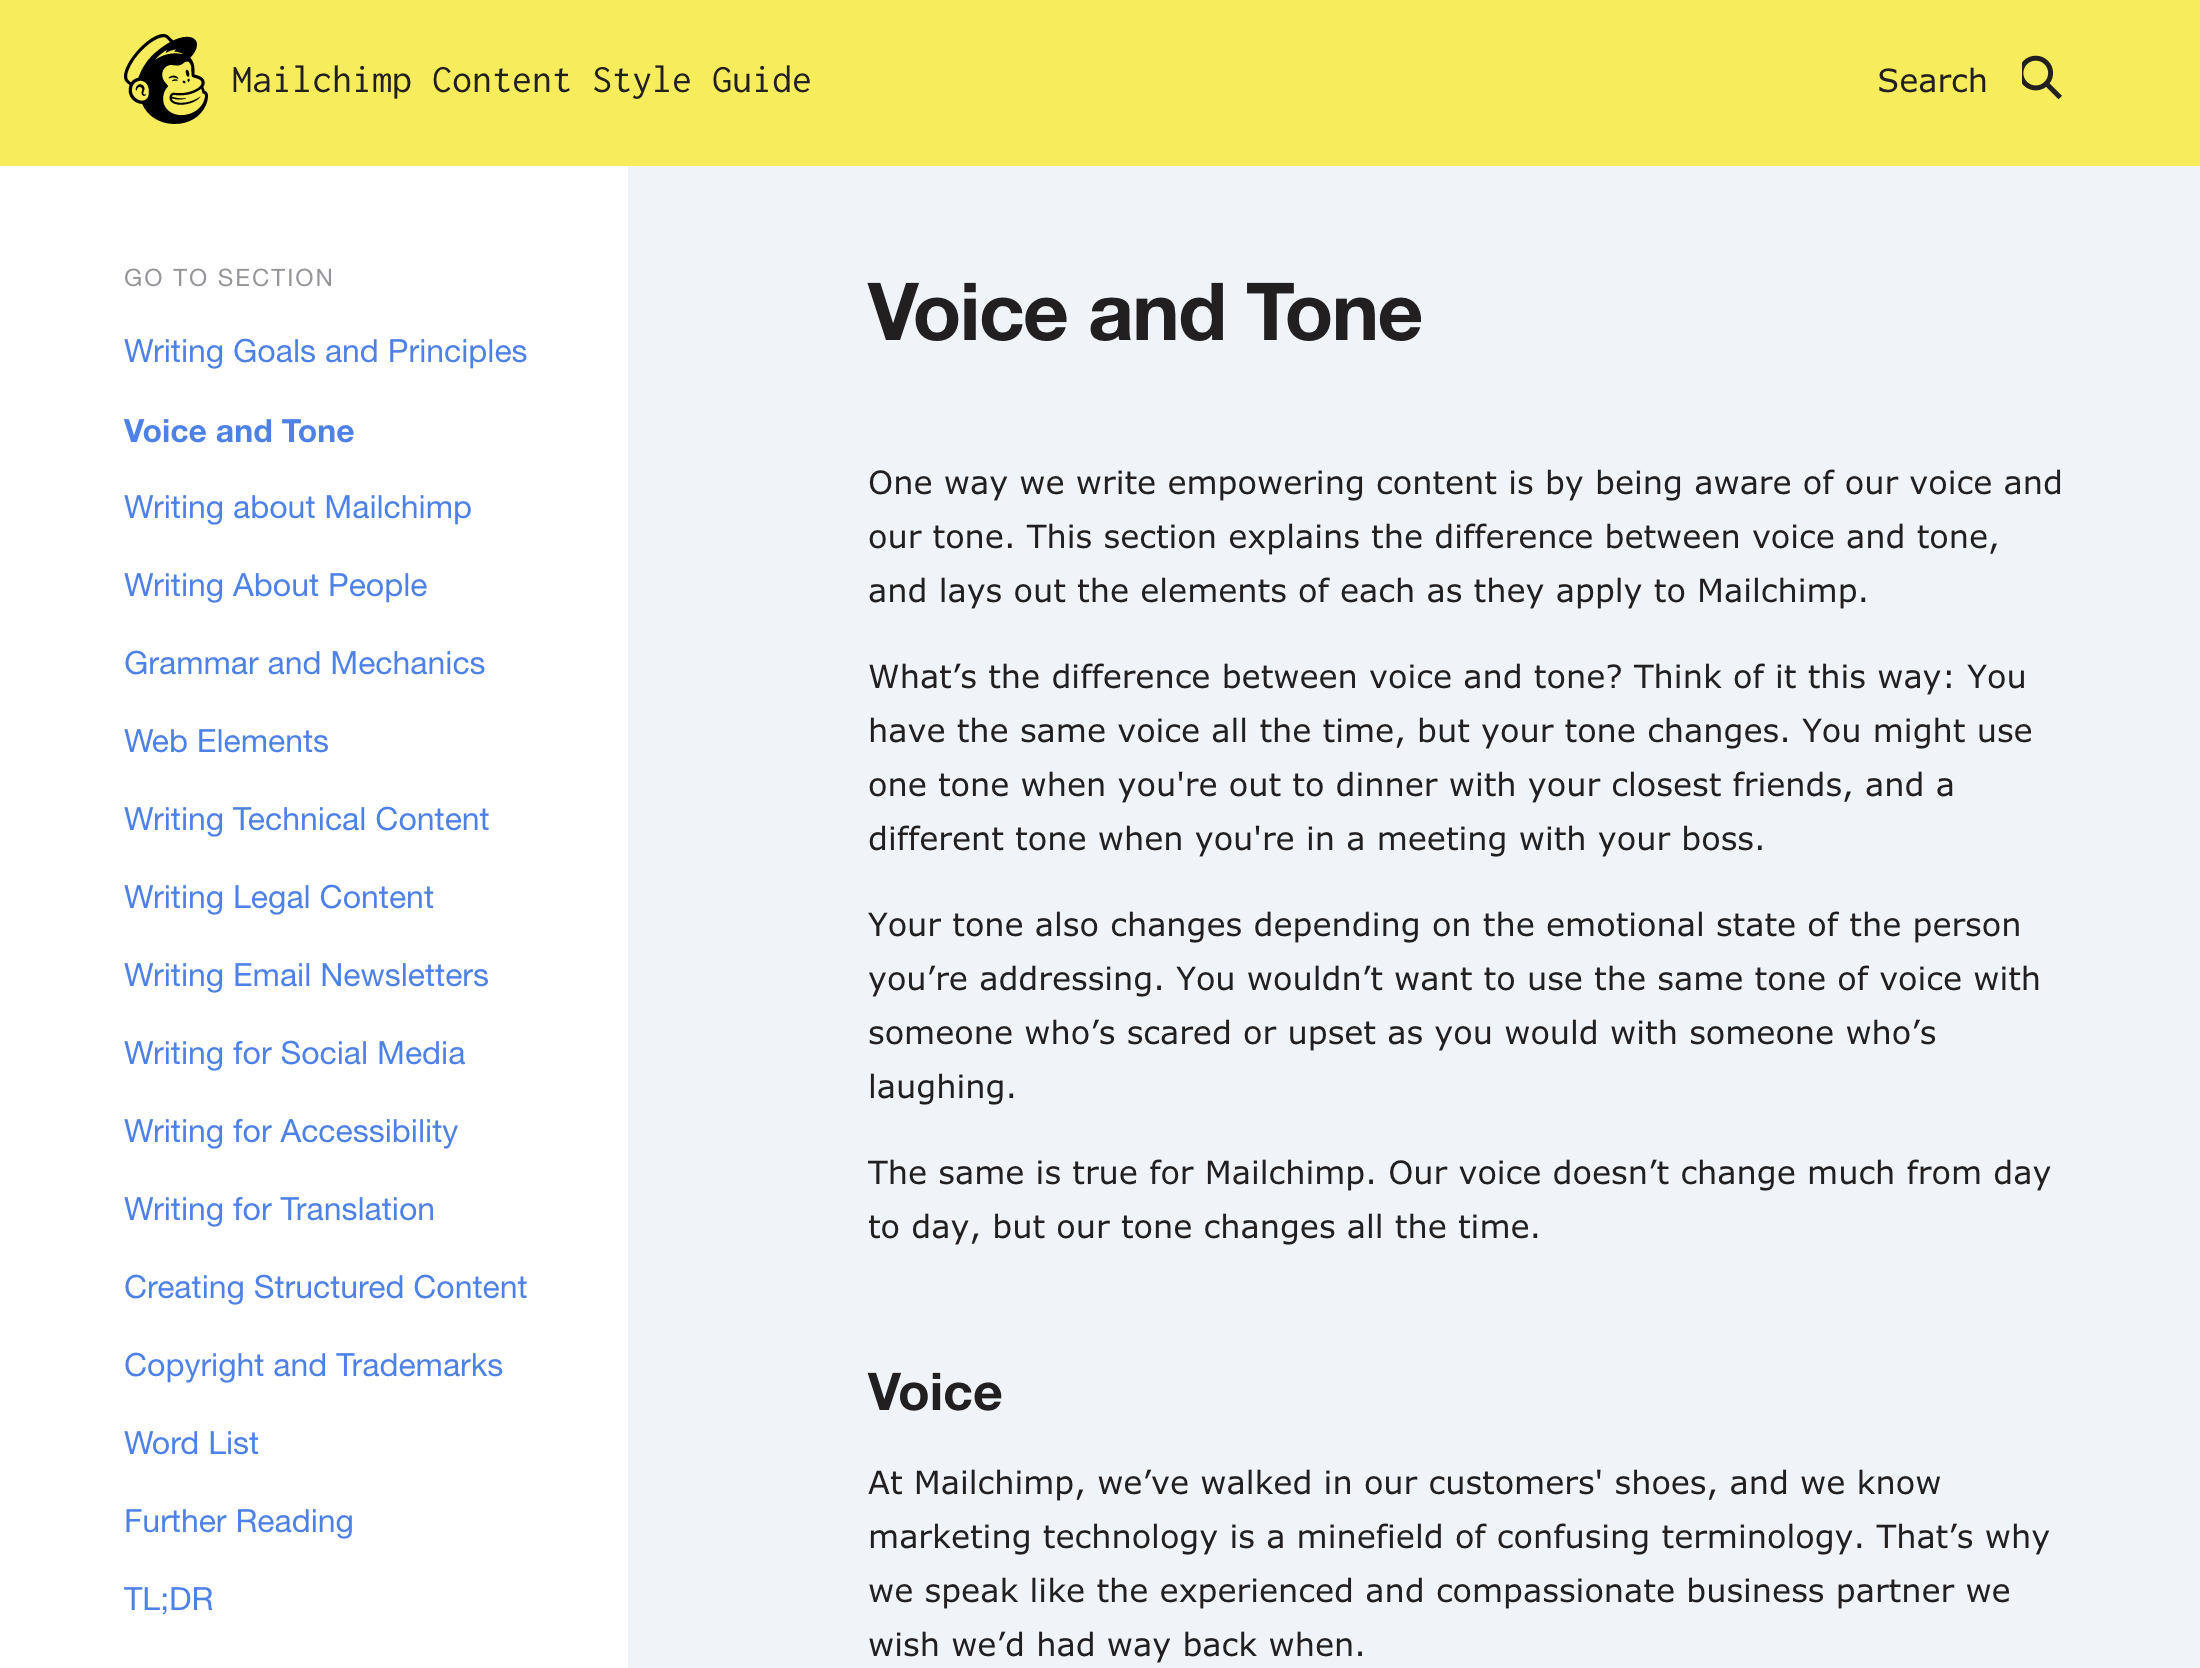 Mailchimp Content Style Guide
Search
GO TO SECTION
Writing Goals and Principles
Voice and Tone
Writing about Mailchimp
Writing About People
Grammar and Mechanics
Web Elements
Writing Technical Content
Writing Legal Content
Writing Email Newsletters
Writing for Social Media
Writing for Accessibility
Writing for Translation
Creating Structured Content
Copyright and Trademarks
Word List
Further Reading
TL;DR
Voice and Tone
One way we write empowering content is by being aware of our voice and
our tone. This section explains the difference between voice and tone,
and lays out the elements of each as they apply to Mailchimp.
What’s the difference between voice and tone? Think of it this way: You
have the same voice all the time, but your tone changes. You might use
one tone when you're out to dinner with your closest friends, and a
different tone when you're in a meeting with your boss.
Your tone also changes depending on the emotional state of the person
you’re addressing. You wouldn’t want to use the same tone of voice with
someone who’s scared or upset as you would with someone who’s
laughing.
The same is true for Mailchimp. Our voice doesn’t change much from day
to day, but our tone changes all the time.
Voice
At Mailchimp, we’ve walked in our customers' shoes, and we know
marketing technology is a minefield of confusing terminology. That’s why
we speak like the experienced and compassionate business partner we
wish we’d had way back when.